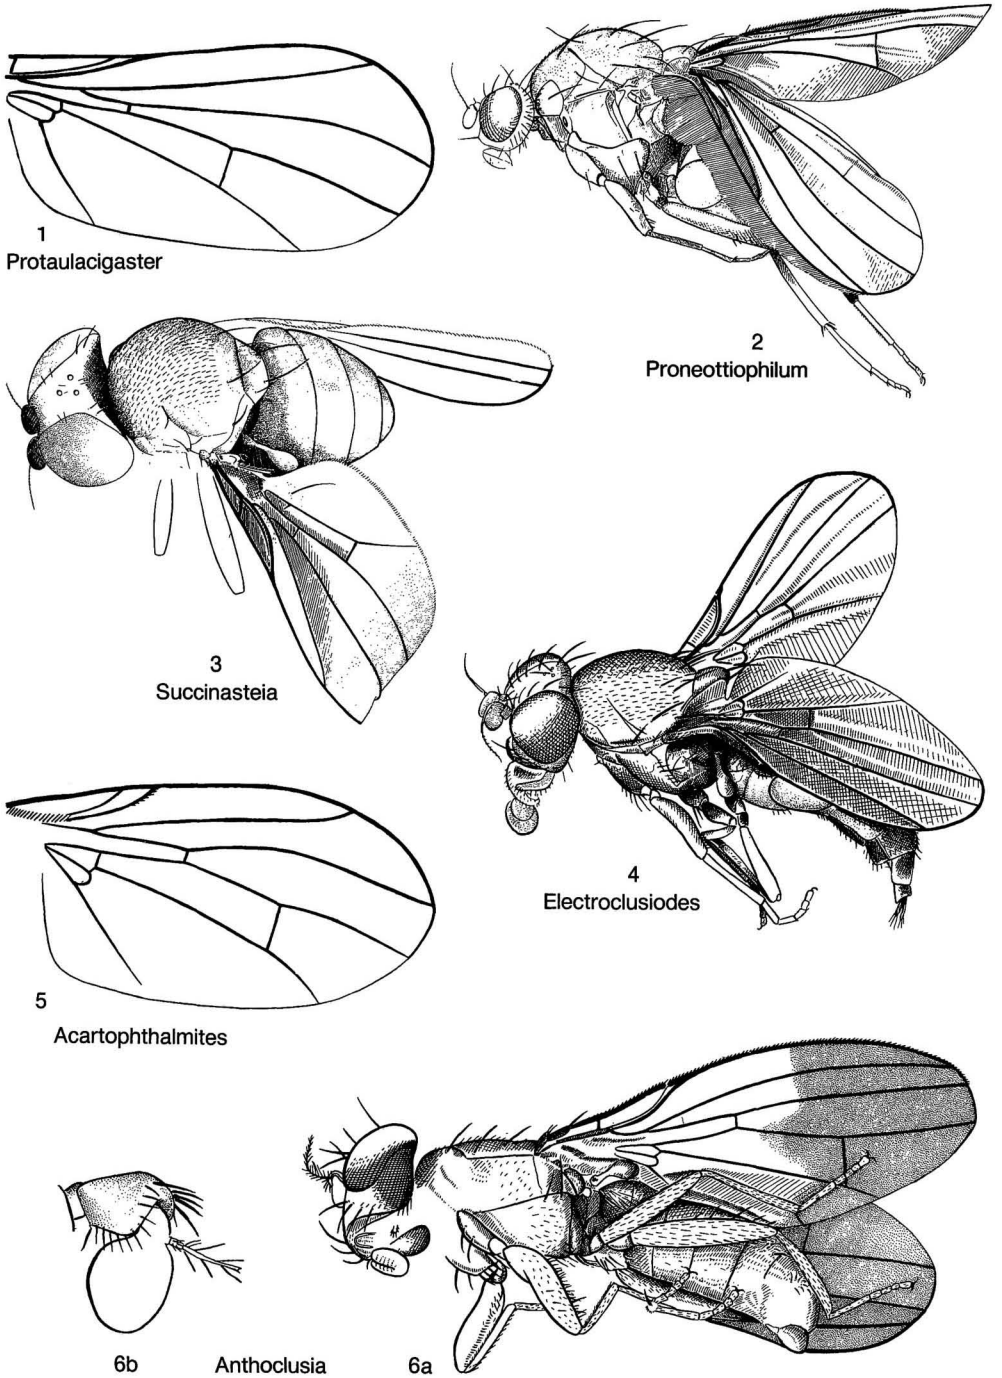 1
Protaulacigaster
2
Proneottiophilum
3
Succinasteia
4
Electroclusiodes
5
Acartophthalmites
6b Anthoclusia 6a